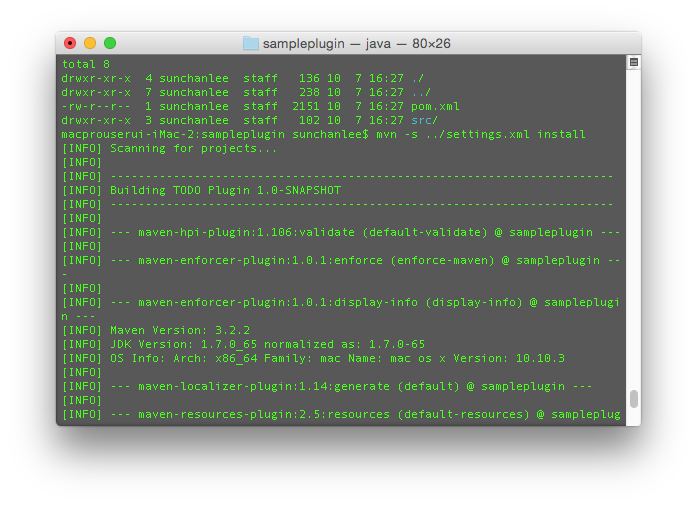 sampleplugin — java — 80×26
total 8
drwxr-xr-x  4 sunchanlee  staff   136 10  7 16:27 ./
drwxr-xr-x  7 sunchanlee  staff   238 10  7 16:27 ../
-rw-r--r--  1 sunchanlee  staff  2151 10  7 16:27 pom.xml
drwxr-xr-x  3 sunchanlee  staff   102 10  7 16:27 src/
macprouserui-iMac-2:sampleplugin sunchanlee$ mvn -s ../settings.xml install
[INFO] Scanning for projects...
[INFO]
[INFO] ------------------------------------------------------------------------
[INFO] Building TODO Plugin 1.0-SNAPSHOT
[INFO] ------------------------------------------------------------------------
[INFO]
[INFO] --- maven-hpi-plugin:1.106:validate (default-validate) @ sampleplugin ---
[INFO]
[INFO] --- maven-enforcer-plugin:1.0.1:enforce (enforce-maven) @ sampleplugin --
-
[INFO]
[INFO] --- maven-enforcer-plugin:1.0.1:display-info (display-info) @ sampleplugi
n ---
[INFO] Maven Version: 3.2.2
[INFO] JDK Version: 1.7.0_65 normalized as: 1.7.0-65
[INFO] OS Info: Arch: x86_64 Family: mac Name: mac os x Version: 10.10.3
[INFO]
[INFO] --- maven-localizer-plugin:1.14:generate (default) @ sampleplugin ---
[INFO]
[INFO] --- maven-resources-plugin:2.5:resources (default-resources) @ sampleplug